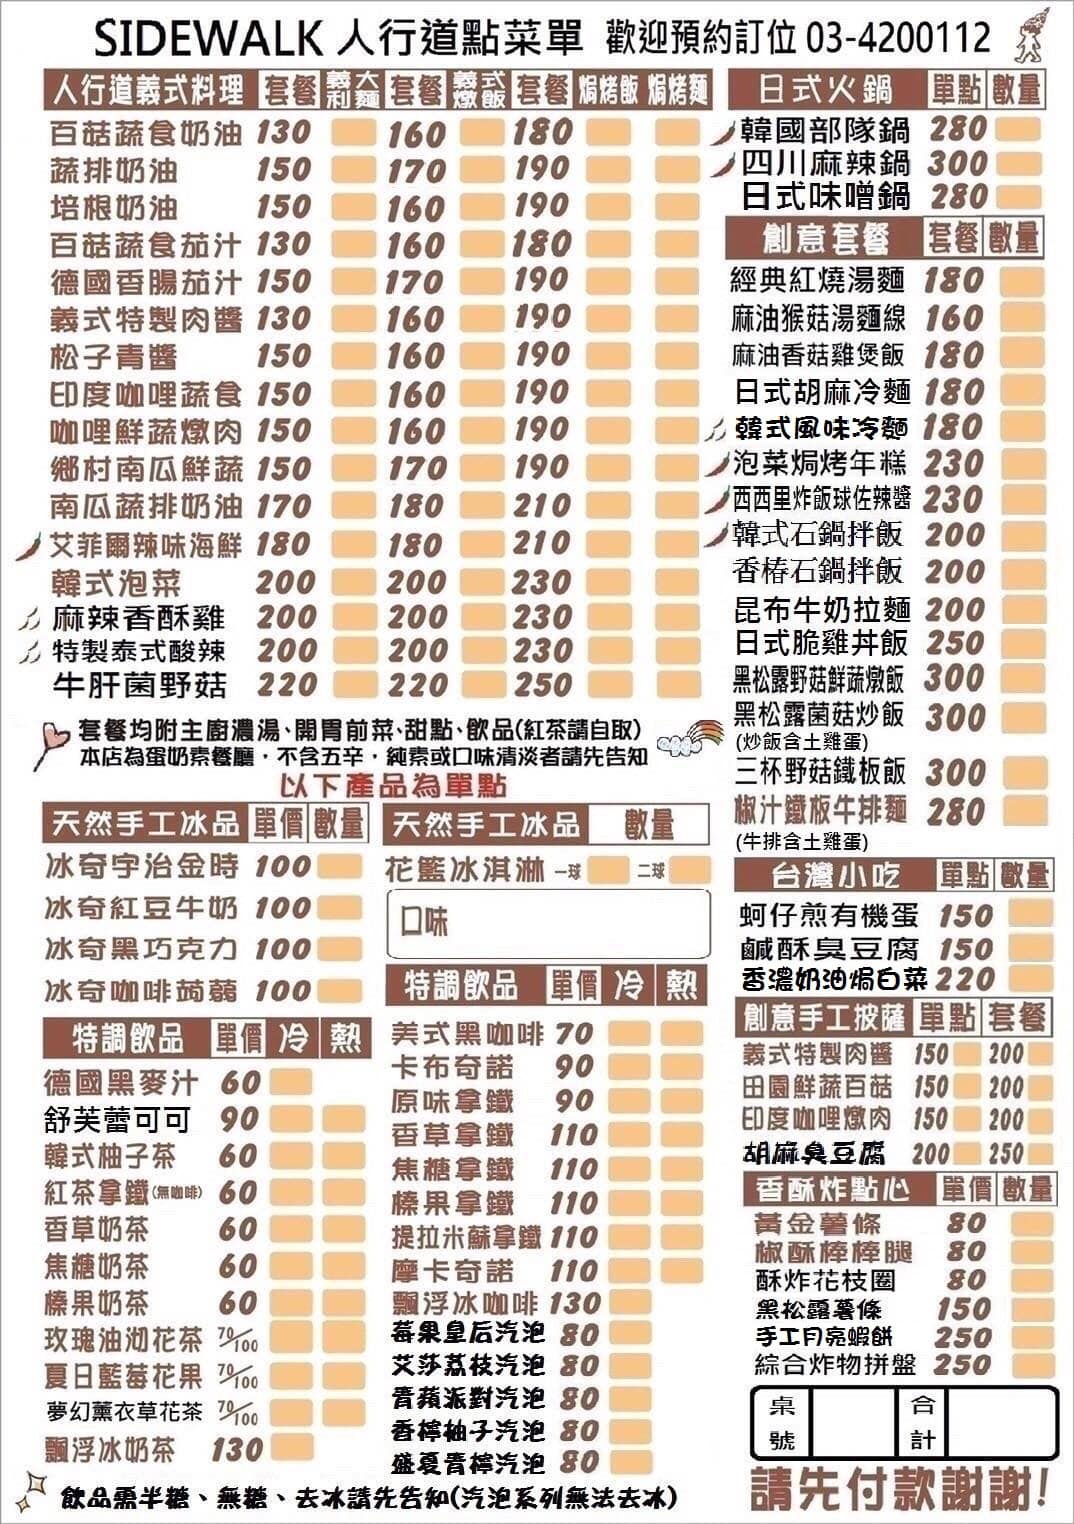 SIDEWALK 人行道點菜單 歡迎預約訂位 03-4200112
人行道義式料理 套餐 義大利麵 套餐 義式燉飯 套餐 焗烤飯 焗烤麵
百菇蔬食奶油 130 160 180
蔬排奶油 150 170 190
培根奶油 150 160 190
百菇蔬食茄汁 130 160 180
德國香腸茄汁 150 170 190
義式特製肉醬 130 160 190
松子青醬 150 160 190
印度咖哩蔬食 150 160 190
咖哩鮮蔬燉肉 150 160 190
鄉村南瓜鮮蔬 150 170 190
南瓜蔬排奶油 170 180 210
艾菲爾辣味海鮮 180 180 210
韓式泡菜 200 200 230
麻辣香酥雞 200 200 230
特製泰式酸辣 200 200 230
牛肝菌野菇 220 220 250
套餐均附主廚濃湯、開胃前菜、甜點、飲品(紅茶請自取)
本店為蛋奶素餐廳，不含五辛，純素或口味清淡者請先告知
以下產品為單點
天然手工冰品 單價 數量
冰奇宇治金時 100
冰奇紅豆牛奶 100
冰奇黑巧克力 100
冰奇咖啡蒟蒻 100
特調飲品 單價 冷 熱
德國黑麥汁 60
舒芙蕾可可 90
韓式柚子茶 60
紅茶拿鐵(無咖啡) 60
香草奶茶 60
焦糖奶茶 60
榛果奶茶 60
玫瑰油沏花茶 70/100
夏日藍莓花果 70/100
夢幻薰衣草花茶 70/100
飄浮冰奶茶 130
天然手工冰品 數量
花籃冰淇淋 一球 二球
口味
特調飲品 單價 冷 熱
美式黑咖啡 70
卡布奇諾 90
原味拿鐵 90
香草拿鐵 110
焦糖拿鐵 110
榛果拿鐵 110
提拉米蘇拿鐵 110
摩卡奇諾 110
飄浮冰咖啡 130
莓果皇后汽泡 80
艾莎荔枝汽泡 80
青蘋派對汽泡 80
香檸柚子汽泡 80
盛夏青檸汽泡 80
飲品需半糖、無糖、去冰請先告知(汽泡系列無法去冰)
日式火鍋 單點 數量
韓國部隊鍋 280
四川麻辣鍋 300
日式味噌鍋 280
創意套餐 套餐 數量
經典紅燒湯麵 180
麻油猴菇湯麵線 160
麻油香菇雞煲飯 180
日式胡麻冷麵 180
韓式風味冷麵 180
泡菜焗烤年糕 230
西西里炸飯球佐辣醬 230
韓式石鍋拌飯 200
香椿石鍋拌飯 200
昆布牛奶拉麵 200
日式脆雞丼飯 250
黑松露野菇鮮蔬燉飯 300
黑松露菌菇炒飯 300
(炒飯含土雞蛋)
三杯野菇鐵板飯 300
椒汁鐵板牛排麵 280
(牛排含土雞蛋)
台灣小吃 單點 數量
蚵仔煎有機蛋 150
鹹酥臭豆腐 150
香濃奶油焗白菜 220
創意手工披薩 單點 套餐
義式特製肉醬 150 200
田園鮮蔬百菇 150 200
印度咖哩燉肉 150 200
胡麻臭豆腐 200 250
香酥炸點心 單價 數量
黃金薯條 80
椒酥棒棒腿 80
酥炸花枝圈 80
黑松露薯條 150
手工月亮蝦餅 250
綜合炸物拼盤 250
桌號 合計
請先付款謝謝!